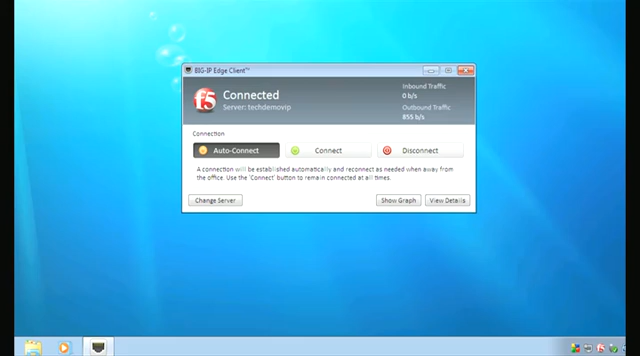 BIG-IP Edge Client™
f5
Connected
Server: techdemovip
Inbound Traffic
0 b/s
Outbound Traffic
855 b/s
Connection
Auto-Connect
Connect
Disconnect
A connection will be established automatically and reconnect as needed when away from
the office. Use the 'Connect' button to remain connected at all times.
Change Server
Show Graph
View Details